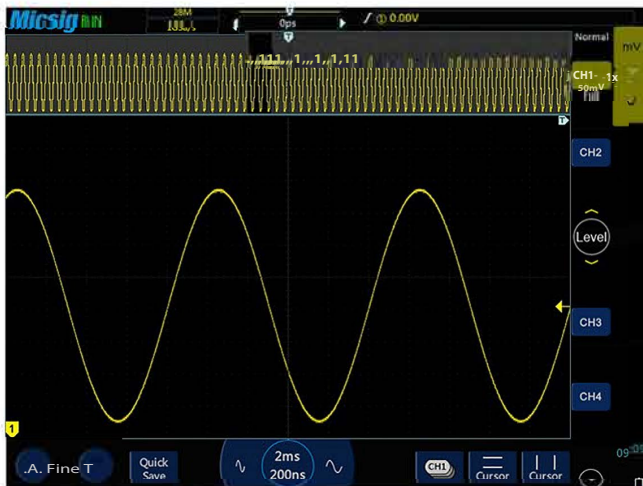 Micsig
28M
0ps
0.00V
Normal
mV
CH1 1x
50mV
T
CH2
Level
CH3
CH4
1
.A. Fine T
Quick
Save
2ms
200ns
CH1
Cursor
Cursor